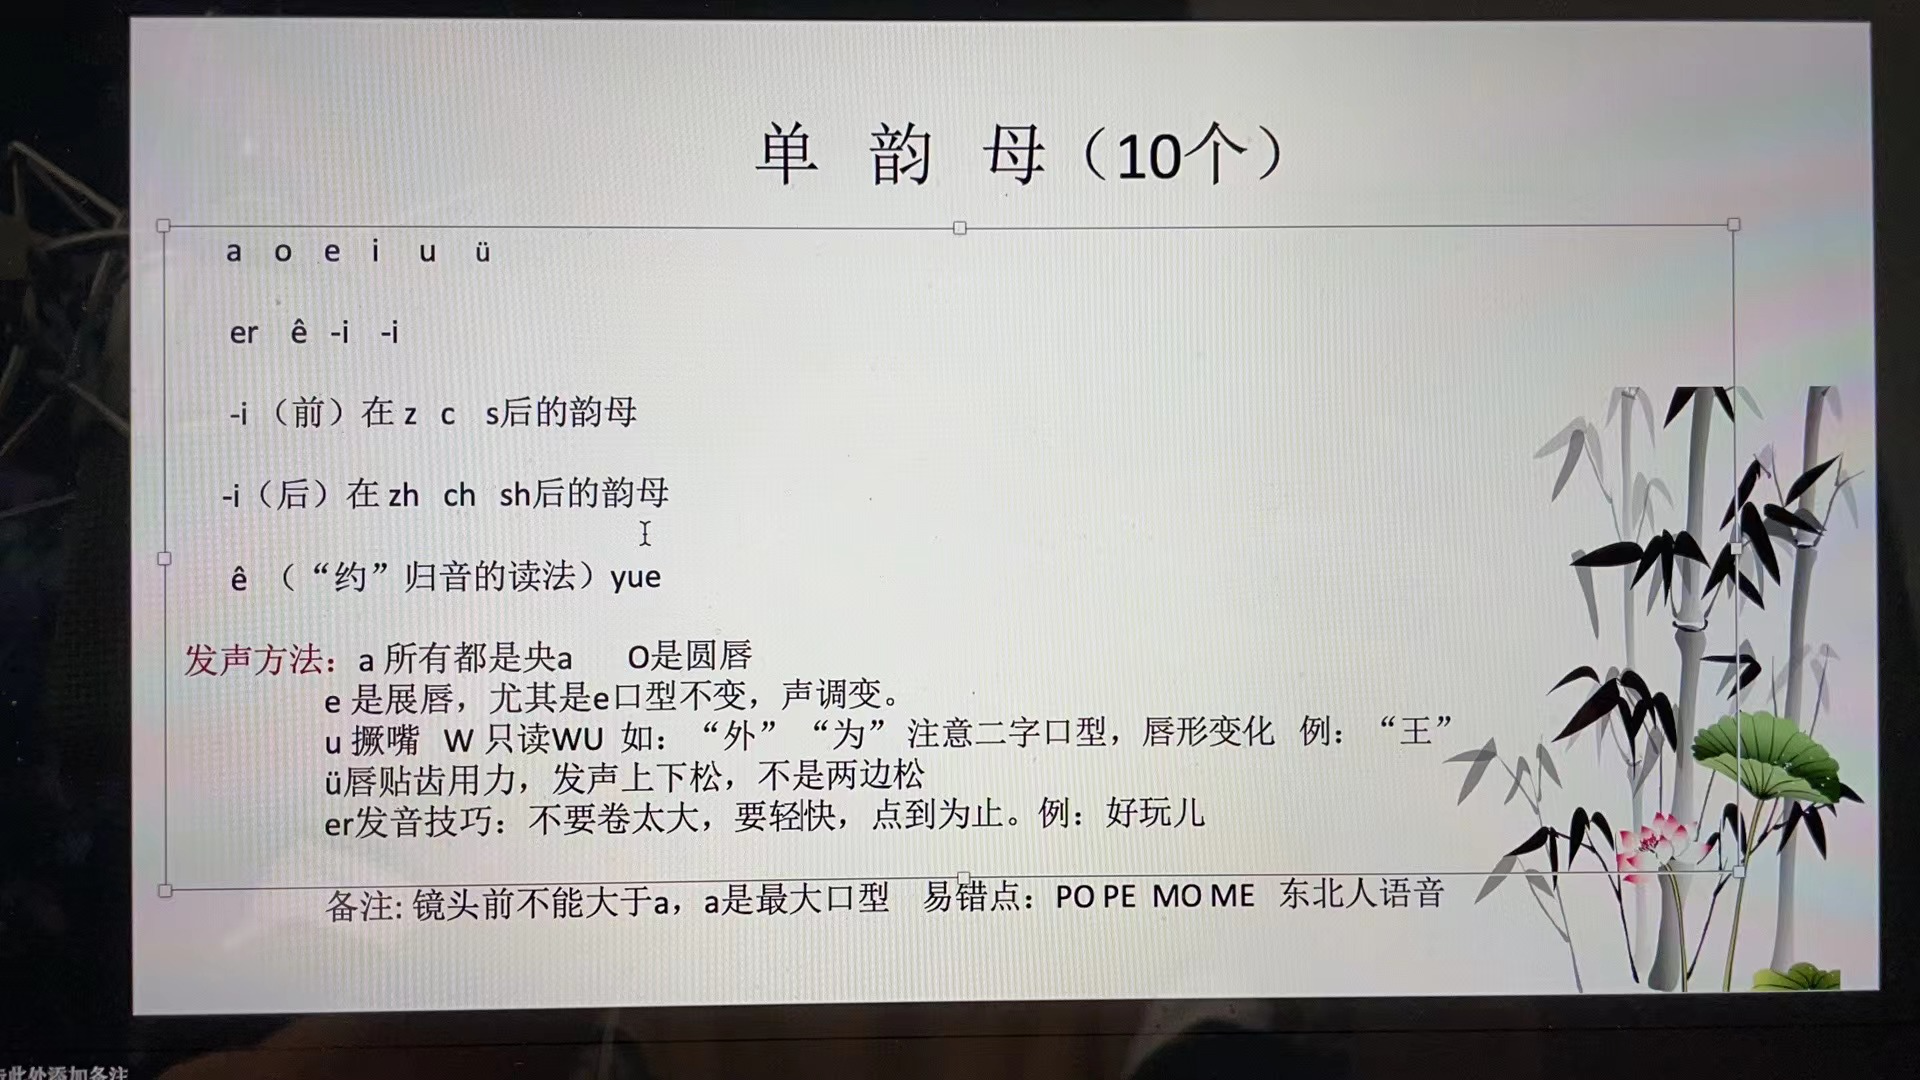 单 韵 母（10个）
a o e i u ü
er ê -i -i
-i （前）在 z c s后的韵母
-i（后）在 zh ch sh后的韵母
ê （“约”归音的读法）yue
发声方法：a 所有都是央a O是圆唇
e 是展唇，尤其是e口型不变，声调变。
u 撅嘴 W 只读WU 如：“外” “为” 注意二字口型，唇形变化 例：“王”
ü唇贴齿用力，发声上下松，不是两边松
er发音技巧：不要卷太大，要轻快，点到为止。例：好玩儿
备注: 镜头前不能大于a，a是最大口型 易错点：PO PE MO ME 东北人语音
此处添加备注